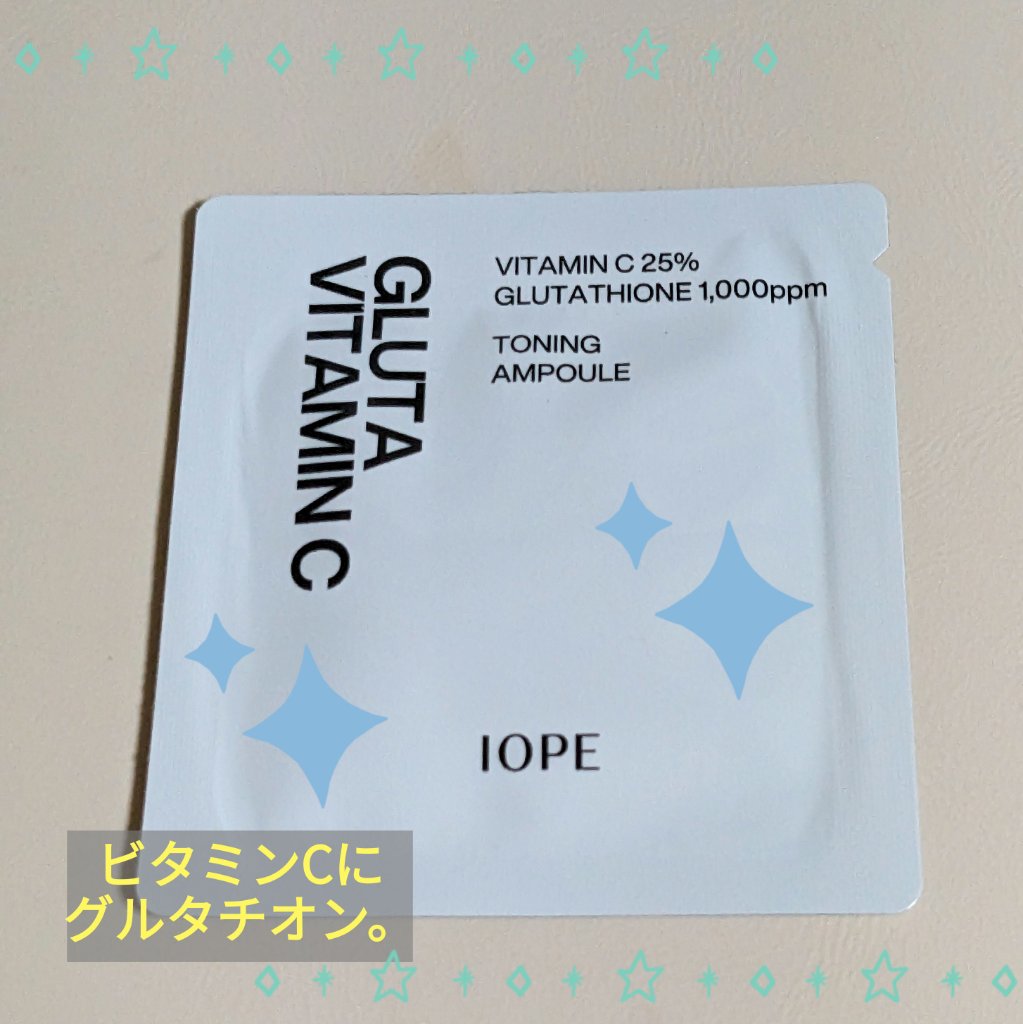 GLUTA
VITAMIN C
VITAMIN C 25%
GLUTATHIONE 1,000ppm
TONING
AMPOULE
IOPE
ビタミンCに
グルタチオン。